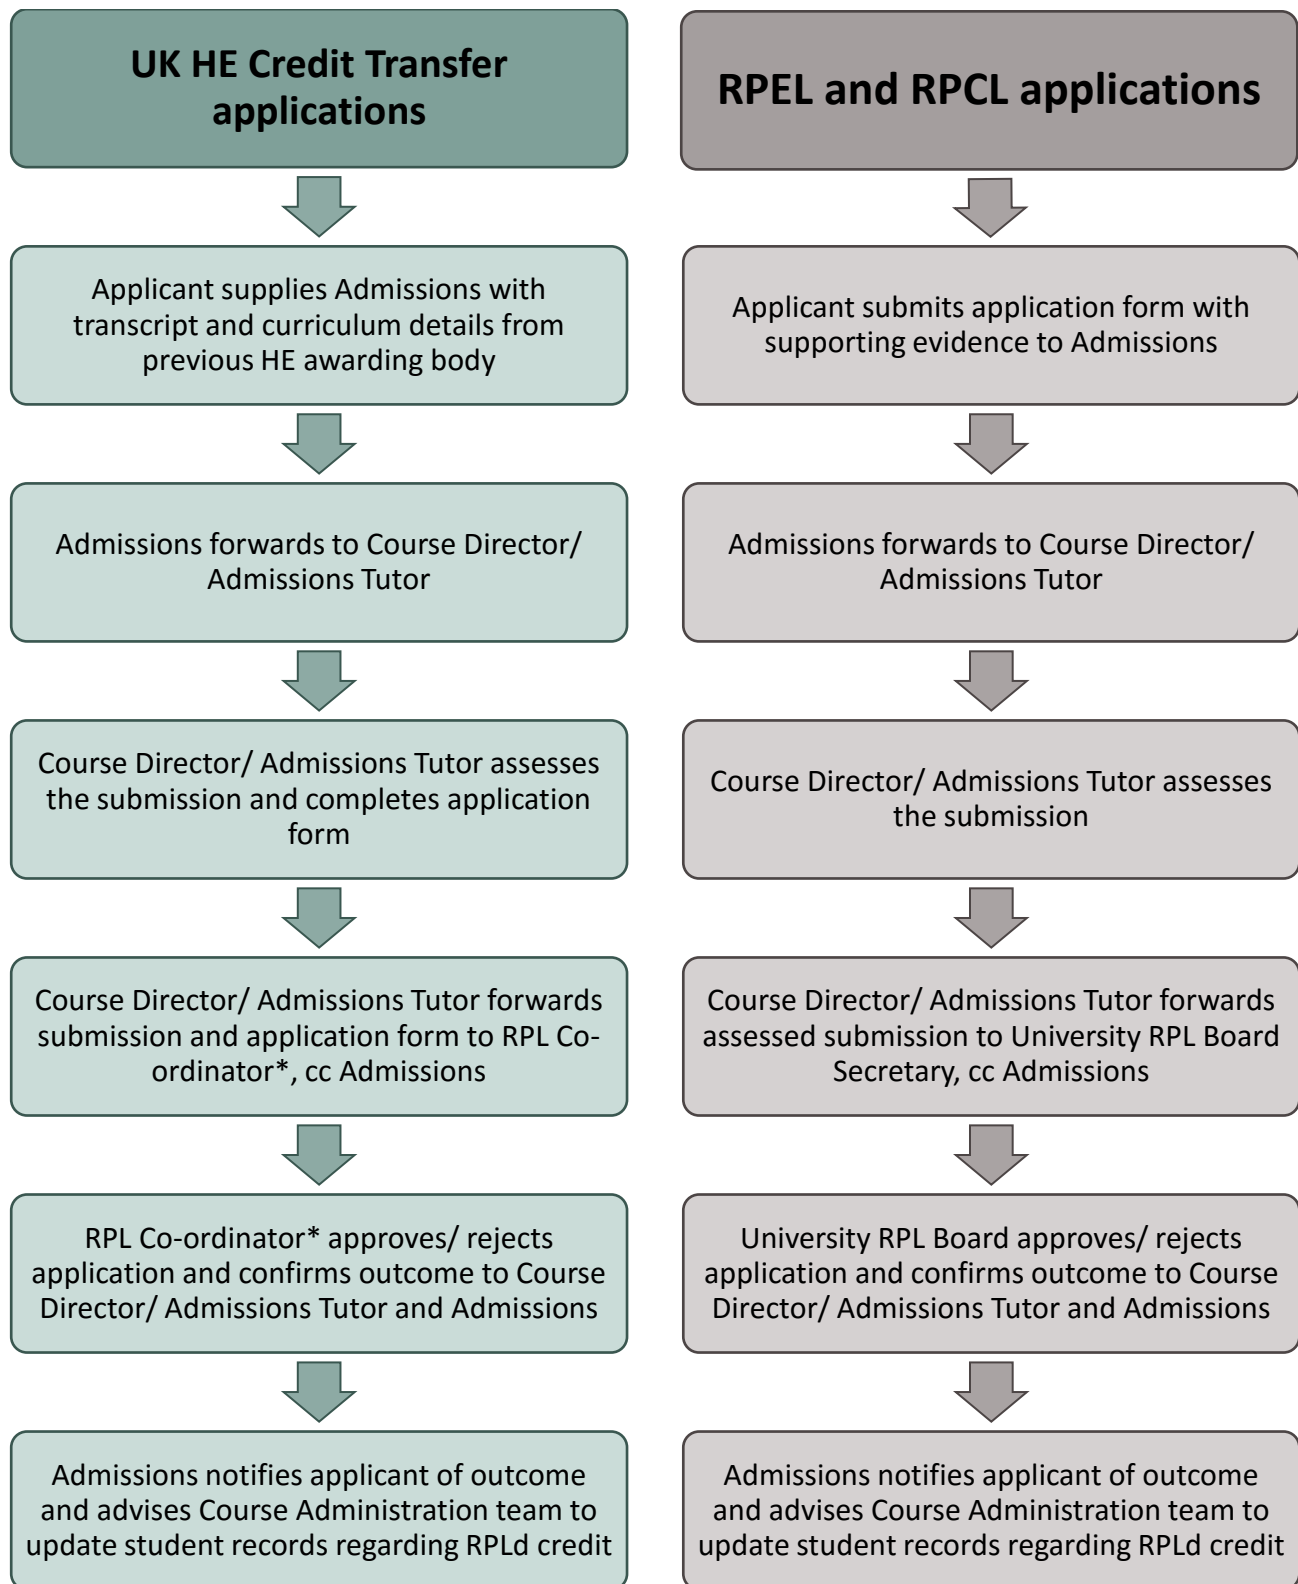 UK HE Credit Transfer
applications
Applicant supplies Admissions with
transcript and curriculum details from
previous HE awarding body
Admissions forwards to Course Director/
Admissions Tutor
Course Director/ Admissions Tutor assesses
the submission and completes application
form
Course Director/ Admissions Tutor forwards
submission and application form to RPL Co-
ordinator*, cc Admissions
RPL Co-ordinator* approves/ rejects
application and confirms outcome to Course
Director/ Admissions Tutor and Admissions
Admissions notifies applicant of outcome
and advises Course Administration team to
update student records regarding RPLd credit
RPEL and RPCL applications
Applicant submits application form with
supporting evidence to Admissions
Admissions forwards to Course Director/
Admissions Tutor
Course Director/ Admissions Tutor assesses
the submission
Course Director/ Admissions Tutor forwards
assessed submission to University RPL Board
Secretary, cc Admissions
University RPL Board approves/ rejects
application and confirms outcome to Course
Director/ Admissions Tutor and Admissions
Admissions notifies applicant of outcome
and advises Course Administration team to
update student records regarding RPLd credit